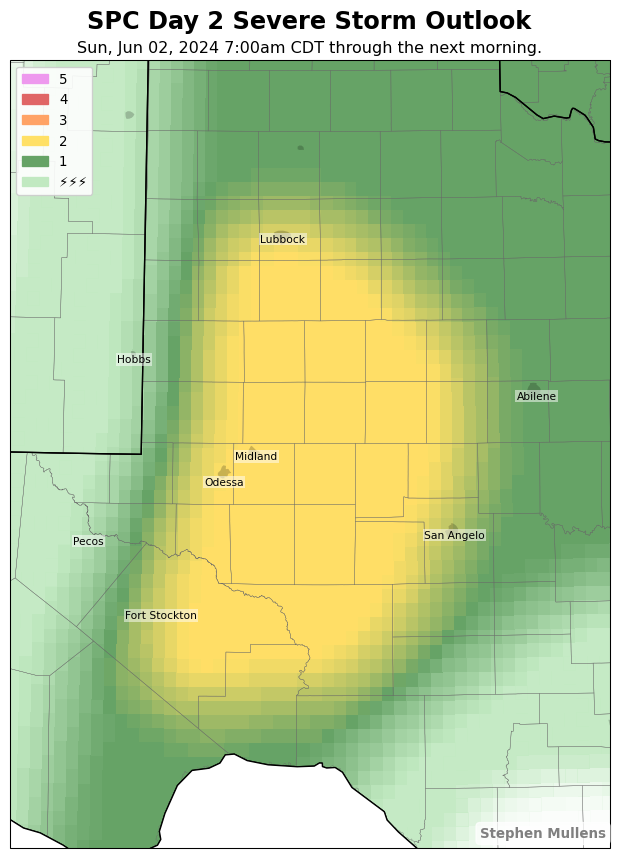 SPC Day 2 Severe Storm Outlook
Sun, Jun 02, 2024 7:00am CDT through the next morning.
5
4
3
2
1
⚡⚡⚡
Lubbock
Hobbs
Abilene
Midland
Odessa
San Angelo
Pecos
Fort Stockton
Stephen Mullens